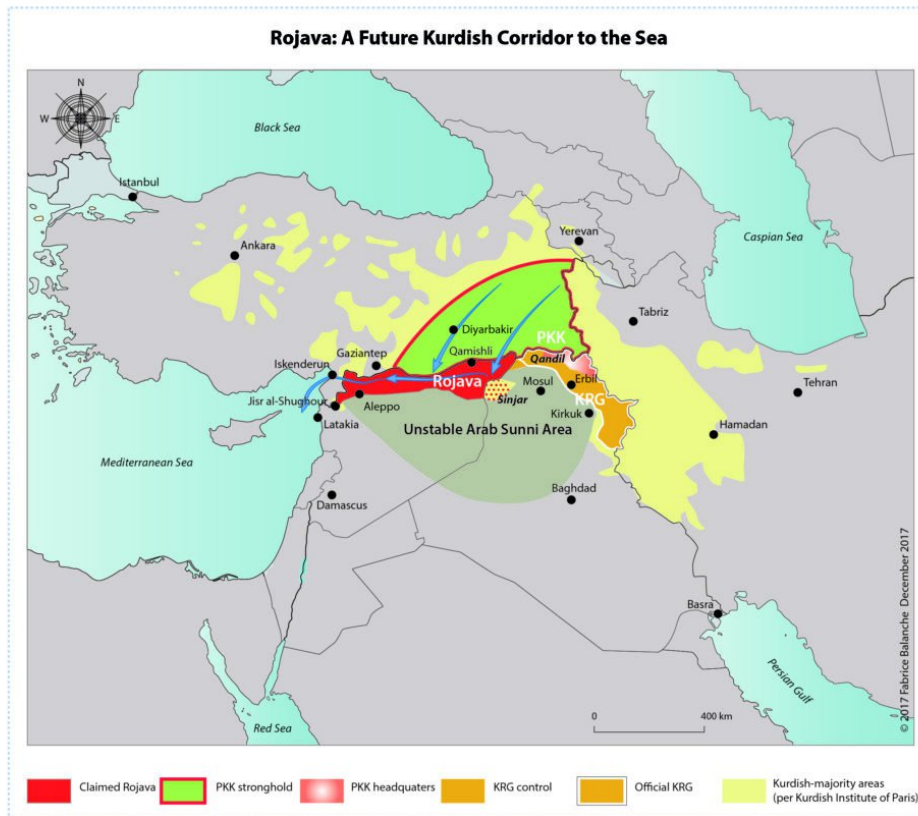 Rojava: A Future Kurdish Corridor to the Sea
N
W
E
S
Black Sea
Istanbul
Ankara
Yerevan
Caspian Sea
Tabriz
Diyarbakir
PKK
Gaziantep
Qamishli
Qandil
Iskenderun
Rojava
Mosul
Erbil
Tehran
Jisr al-Shughour
Aleppo
Sinjar
KRG
Kirkuk
Latakia
Unstable Arab Sunni Area
Hamadan
Mediterranean Sea
Damascus
Baghdad
Basra
Persian Gulf
Red Sea
0
400 km
© 2017 Fabrice Balanche December 2017
Claimed Rojava
PKK stronghold
PKK headquaters
KRG control
Official KRG
Kurdish-majority areas
(per Kurdish Institute of Paris)